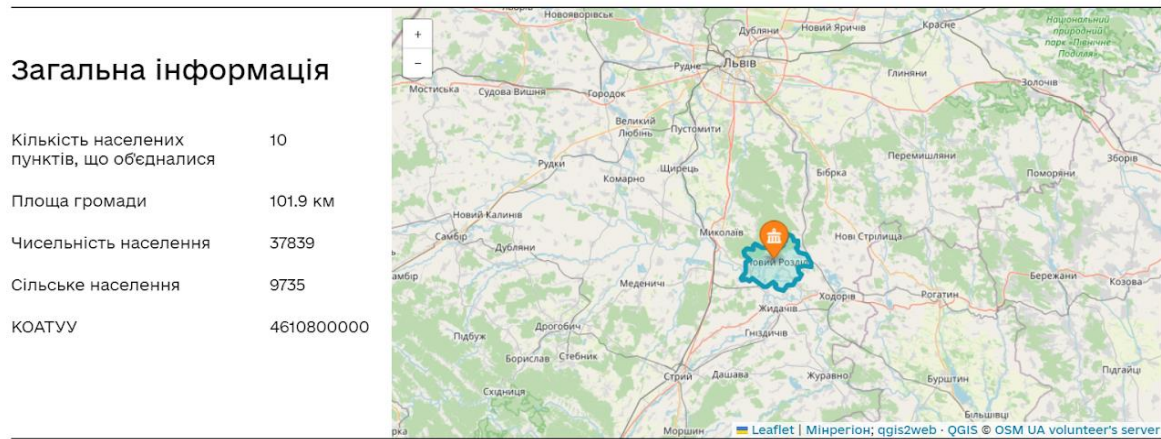 Загальна інформація
Кількість населених
пунктів, що об'єдналися
10
Площа громади
101.9 км
Чисельність населення
37839
Сільське населення
9735
КОАТУУ
4610800000
+
−
Новояворівськ
Дубляни
Новий Яричів
Красне
Національний
природний
парк «Північне
Поділля»
Рудне
Львів
Глиняни
Золочів
Мостиська
Судова Вишня
Городок
Великий
Любінь
Пустомити
Перемишляни
Зборів
Рудки
Щирець
Бібрка
Поморяни
Комарно
Новий Калинів
Миколаїв
Нові Стрілища
Самбір
Дубляни
Новий Розділ
Бережани
Козова
Меденичі
Ходорів
Рогатин
Жидачів
Дрогобич
Гніздичів
Підбуж
Борислав
Стебник
Стрий
Дашава
Журавно
Бурштин
Підгайці
Східниця
Більшівці
Моршин
Leaflet | Мінрегіон; qgis2web · QGIS © OSM UA volunteer's server